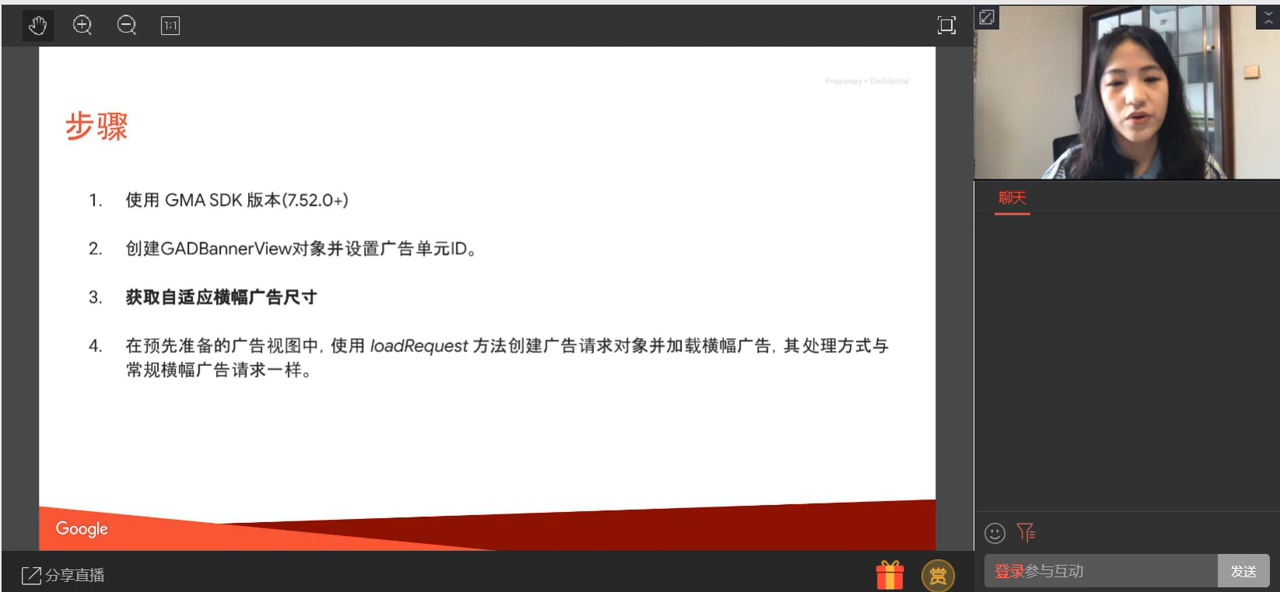 1:1
Proprietary + Confidential
步骤
1. 使用 GMA SDK 版本(7.52.0+)
2. 创建GADBannerView对象并设置广告单元ID。
3. 获取自适应横幅广告尺寸
4. 在预先准备的广告视图中, 使用 loadRequest 方法创建广告请求对象并加载横幅广告, 其处理方式与
常规横幅广告请求一样。
Google
分享直播
赏
聊天
登录参与互动
发送